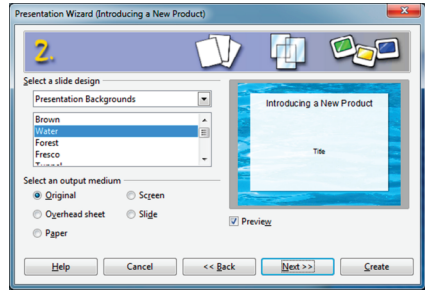 Presentation Wizard (Introducing a New Product)
2.
Select a slide design
Presentation Backgrounds
Brown
Water
Forest
Fresco
Select an output medium
Original
Screen
Overhead sheet
Slide
Paper
Introducing a New Product
Title
Preview
Help
Cancel
<< Back
Next >>
Create